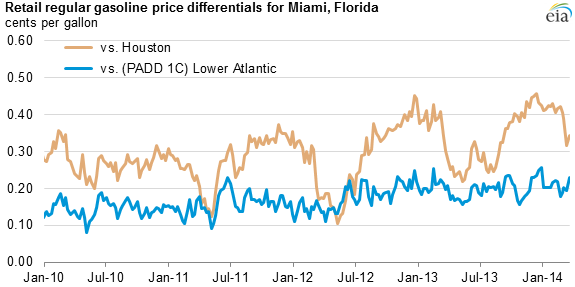 Retail regular gasoline price differentials for Miami, Florida
cents per gallon
eia
0.60
vs. Houston
0.50
vs. (PADD 1C) Lower Atlantic
0.40
0.30
0.20
0.10
0.00
Jan-10 Jul-10 Jan-11 Jul-11 Jan-12 Jul-12 Jan-13 Jul-13 Jan-14